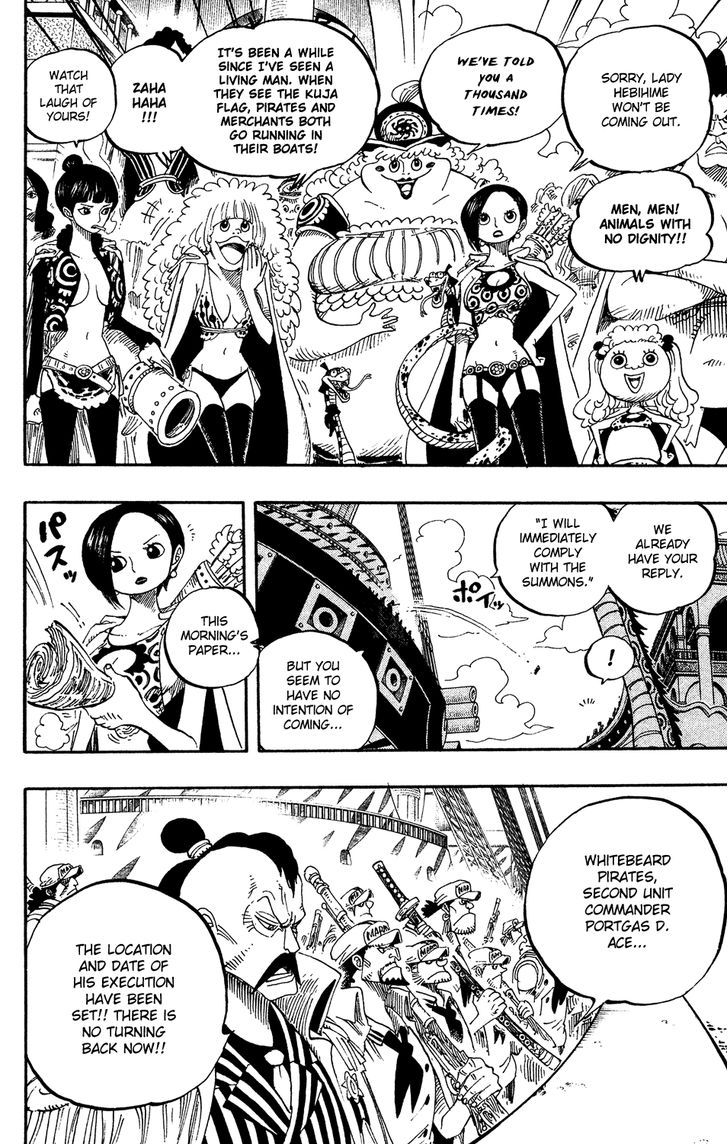 SORRY, LADY
HEBIHIME
WON'T BE
COMING OUT.
WE'VE TOLD
YOU A
THOUSAND
TIMES!
MEN, MEN!
ANIMALS WITH
NO DIGNITY!!
IT'S BEEN A WHILE
SINCE I'VE SEEN A
LIVING MAN. WHEN
THEY SEE THE KUJA
FLAG, PIRATES AND
MERCHANTS BOTH
GO RUNNING IN
THEIR BOATS!
ZAHA
HAHA
!!!
WATCH
THAT
LAUGH OF
YOURS!
WE
ALREADY
HAVE YOUR
REPLY.
"I WILL
IMMEDIATELY
COMPLY
WITH THE
SUMMONS."
!
ポイッ
BUT YOU
SEEM TO
HAVE NO
INTENTION OF
COMING...
パスッ
THIS
MORNING'S
PAPER...
WHITEBEARD
PIRATES,
SECOND UNIT
COMMANDER
PORTGAS D.
ACE...
THE LOCATION
AND DATE OF
HIS EXECUTION
HAVE BEEN
SET!! THERE IS
NO TURNING
BACK NOW!!